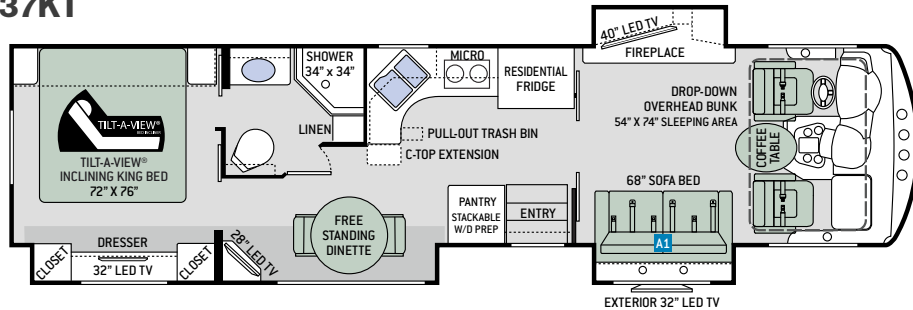 37KT
40" LED TV
FIREPLACE
SHOWER
34" x 34"
MICRO
RESIDENTIAL
FRIDGE
DROP-DOWN
OVERHEAD BUNK
54" X 74" SLEEPING AREA
COFFEE
TABLE
TILT-A-VIEW®
TILT-A-VIEW®
INCLINING KING BED
72" X 76"
LINEN
PULL-OUT TRASH BIN
C-TOP EXTENSION
68" SOFA BED
PANTRY
STACKABLE
W/D PREP
ENTRY
FREE
STANDING
DINETTE
A1
DRESSER
CLOSET
32" LED TV
CLOSET
28" LED TV
EXTERIOR 32" LED TV